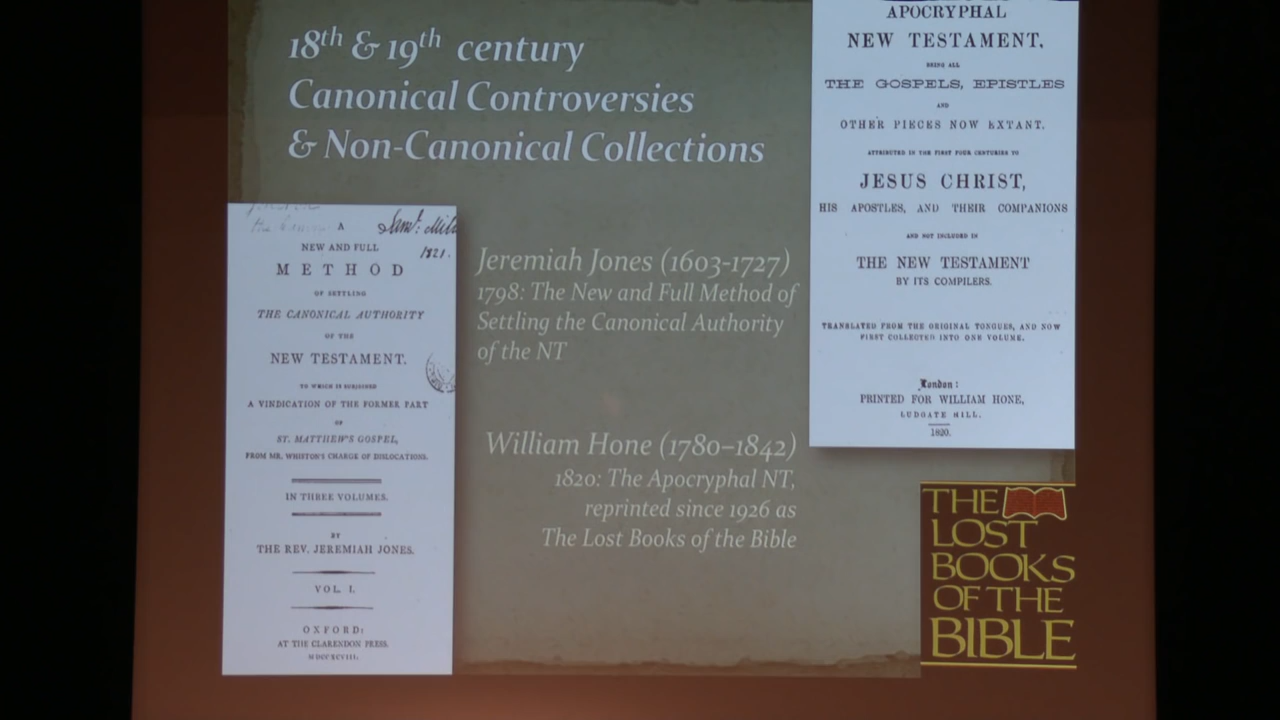 18th & 19th century
Canonical Controversies
& Non-Canonical Collections
A
1821.
NEW AND FULL
METHOD
OF SETTLING
THE CANONICAL AUTHORITY
OF THE
NEW TESTAMENT.
TO WHICH IS SUBJOINED
A VINDICATION OF THE FORMER PART
OF
ST. MATTHEW'S GOSPEL,
FROM MR. WHISTON'S CHARGE OF DISLOCATIONS.
IN THREE VOLUMES.
BY
THE REV. JEREMIAH JONES.
VOL. I.
OXFORD:
AT THE CLARENDON PRESS.
MDCCXCVIII.
Jeremiah Jones (1603-1727)
1798: The New and Full Method of
Settling the Canonical Authority
of the NT
William Hone (1780–1842)
1820: The Apocryphal NT,
reprinted since 1926 as
The Lost Books of the Bible
APOCRYPHAL
NEW TESTAMENT,
BEING ALL
THE GOSPELS, EPISTLES
AND
OTHER PIECES NOW EXTANT,
ATTRIBUTED IN THE FIRST FOUR CENTURIES TO
JESUS CHRIST,
HIS APOSTLES, AND THEIR COMPANIONS
AND NOT INCLUDED IN
THE NEW TESTAMENT
BY ITS COMPILERS.
TRANSLATED FROM THE ORIGINAL TONGUES, AND NOW
FIRST COLLECTED INTO ONE VOLUME.
London:
PRINTED FOR WILLIAM HONE,
LUDGATE HILL.
1820.
THE
LOST
BOOKS
OF THE
BIBLE